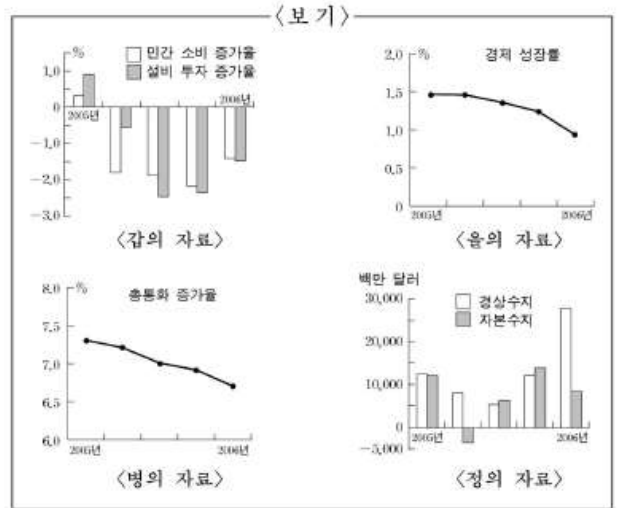 〈보 기〉
%
1.0
0
-1.0
-2.0
-3.0
민간 소비 증가율
설비 투자 증가율
2005년
2006년
〈갑의 자료〉
2.0 %
1.5
1.0
0.5
0
경제 성장률
2005년
2006년
〈을의 자료〉
8.0 %
7.5
7.0
6.5
6.0
총통화 증가율
2005년
2006년
〈병의 자료〉
백만 달러
30,000
20,000
10,000
0
-5,000
경상수지
자본수지
2005년
2006년
〈정의 자료〉